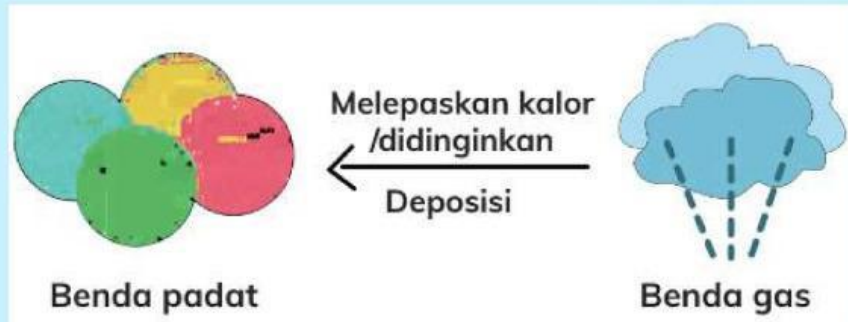 Melepaskan kalor
/didinginkan
Deposisi
Benda padat
Benda gas